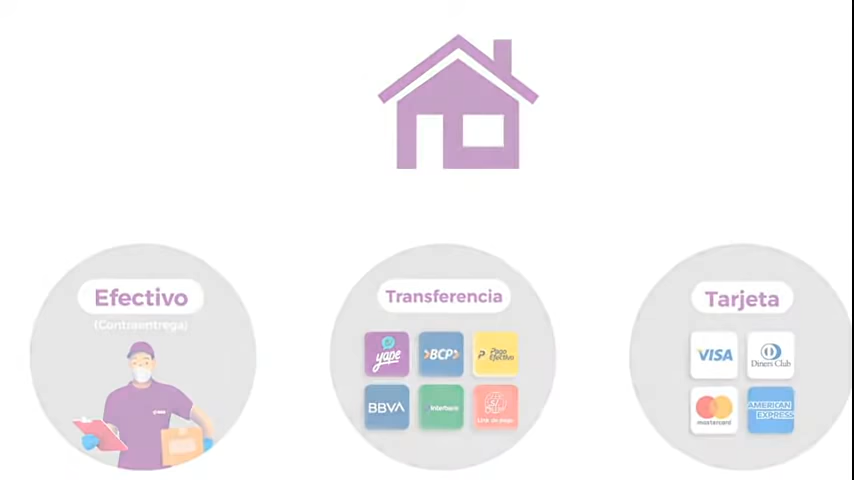 Efectivo
(Contraentrega)
Transferencia
yape
BCP
Pago
Efectivo
BBVA
Interbank
S/
Link de pago
Tarjeta
VISA
Diners Club
mastercard
AMERICAN
EXPRESS